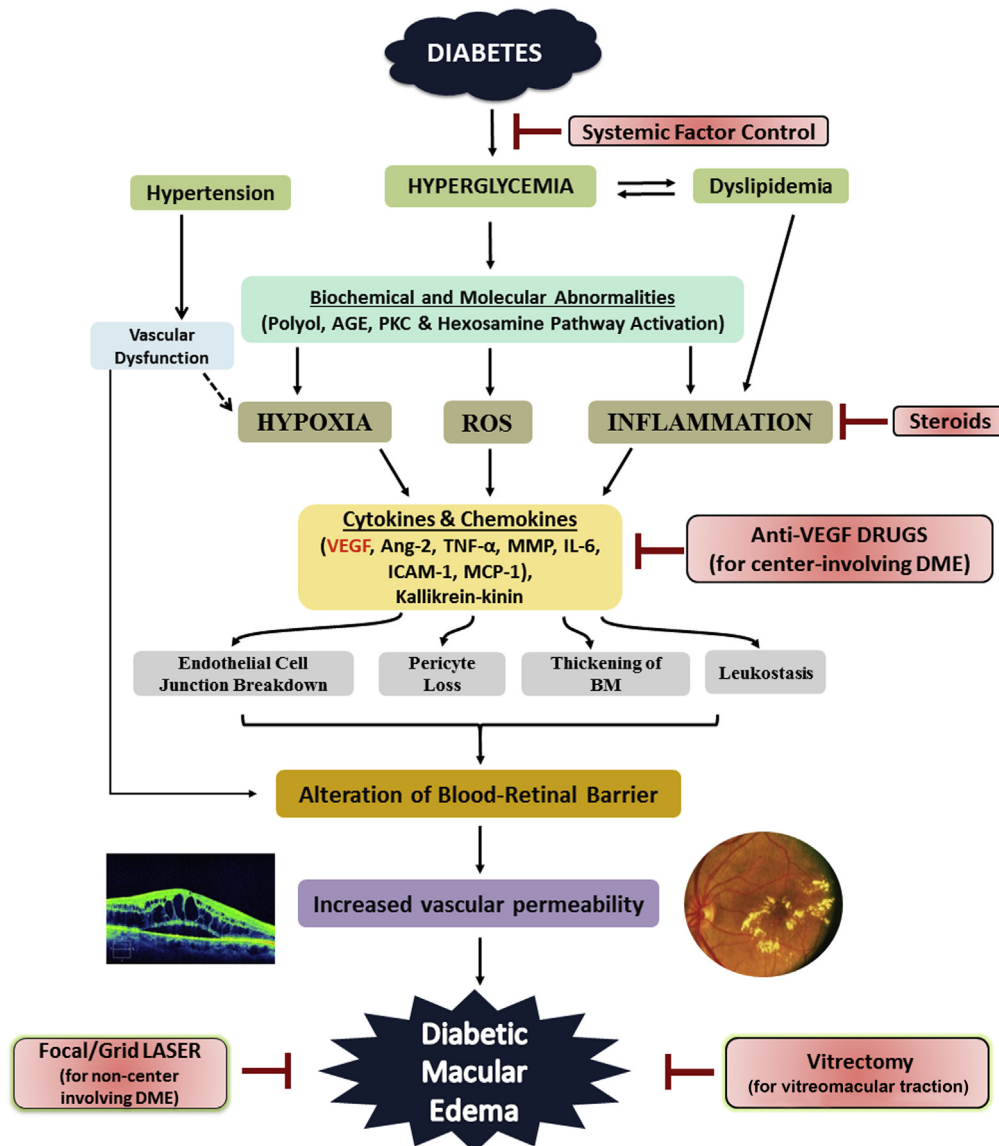 DIABETES
Systemic Factor Control
Hypertension
HYPERGLYCEMIA
Dyslipidemia
Biochemical and Molecular Abnormalities
(Polyol, AGE, PKC & Hexosamine Pathway Activation)
Vascular
Dysfunction
HYPOXIA
ROS
INFLAMMATION
Steroids
Cytokines & Chemokines
(VEGF, Ang-2, TNF-α, MMP, IL-6,
ICAM-1, MCP-1),
Kallikrein-kinin
Anti-VEGF DRUGS
(for center-involving DME)
Endothelial Cell
Junction Breakdown
Pericyte
Loss
Thickening of
BM
Leukostasis
Alteration of Blood-Retinal Barrier
Increased vascular permeability
Diabetic
Macular
Edema
Focal/Grid LASER
(for non-center
involving DME)
Vitrectomy
(for vitreomacular traction)